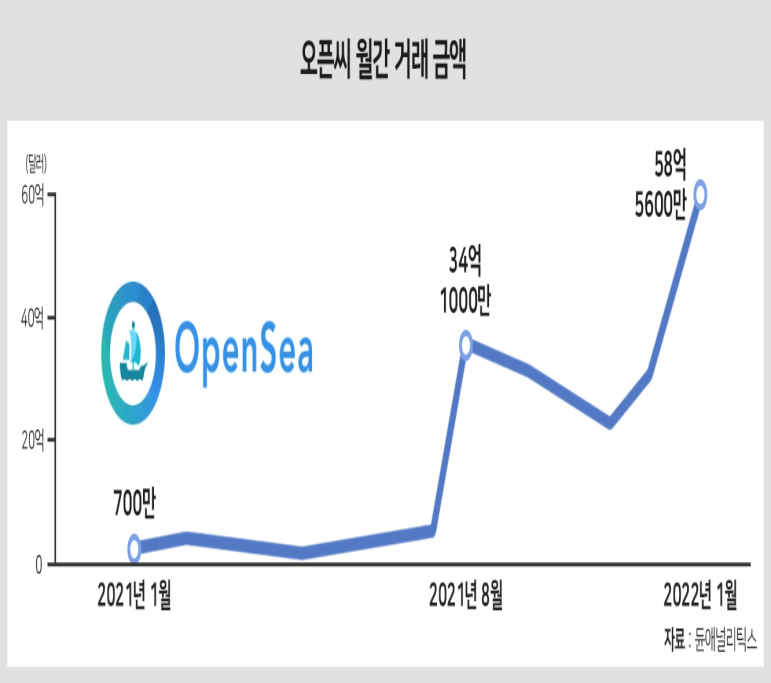 오픈씨 월간 거래 금액
(달러)
60억
40억
20억
0
OpenSea
700만
34억
1000만
58억
5600만
2021년 1월
2021년 8월
2022년 1월
자료 : 듄애널리틱스